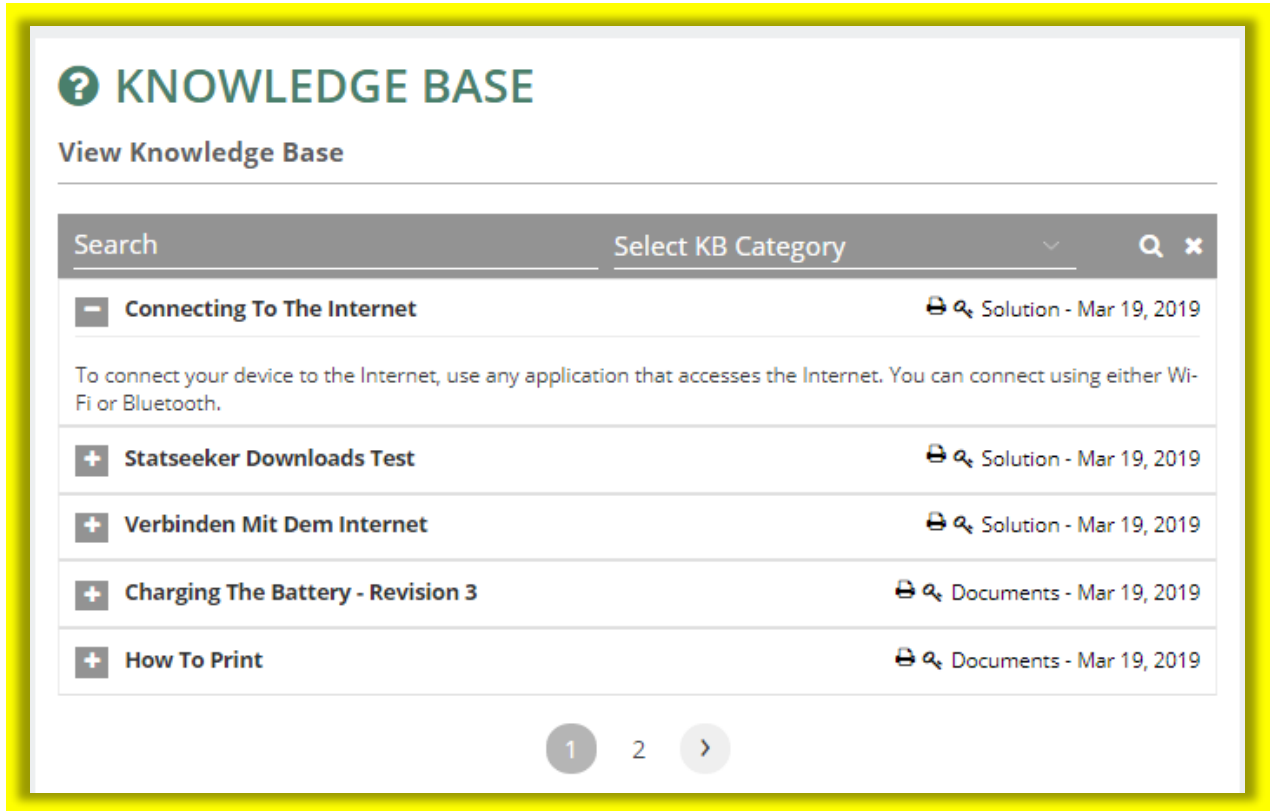 KNOWLEDGE BASE
View Knowledge Base
Search Select KB Category
Connecting To The Internet Solution - Mar 19, 2019
To connect your device to the Internet, use any application that accesses the Internet. You can connect using either Wi-
Fi or Bluetooth.
Statseeker Downloads Test Solution - Mar 19, 2019
Verbinden Mit Dem Internet Solution - Mar 19, 2019
Charging The Battery - Revision 3 Documents - Mar 19, 2019
How To Print Documents - Mar 19, 2019
1 2